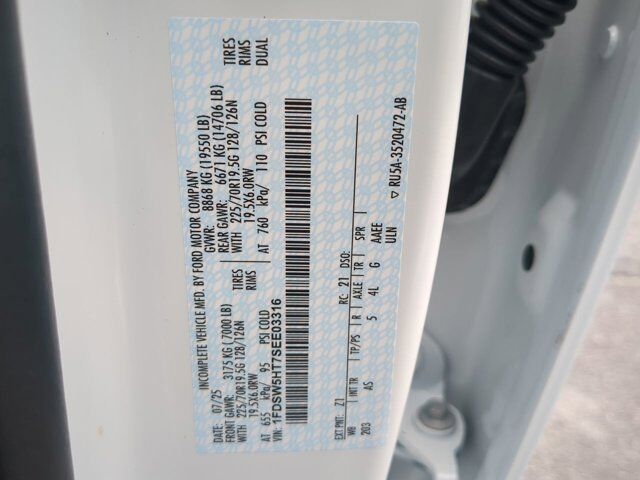 INCOMPLETE VEHICLE MFD. BY FORD MOTOR COMPANY
DATE: 07/25 GVWR: 8868 KG (19550 LB)
FRONT GAWR: 3175 KG (7000 LB) REAR GAWR: 6671 KG (14706 LB)
WITH 225/70R19.5G 128/126N TIRES WITH 225/70R19.5G 128/126N TIRES
19.5X6.0RW RIMS 19.5X6.0RW RIMS
AT 655 kPa/ 95 PSI COLD AT 760 kPa/ 110 PSI COLD DUAL
VIN: 1FDSW5HT7SEE03316
EXT PNT: Z1 RC: 21 DSO:
WB INT TR TP/PS R AXLE TR SPR
203 AS 5 4L G AAEE
ULN
▽ RU5A-3520472-AB